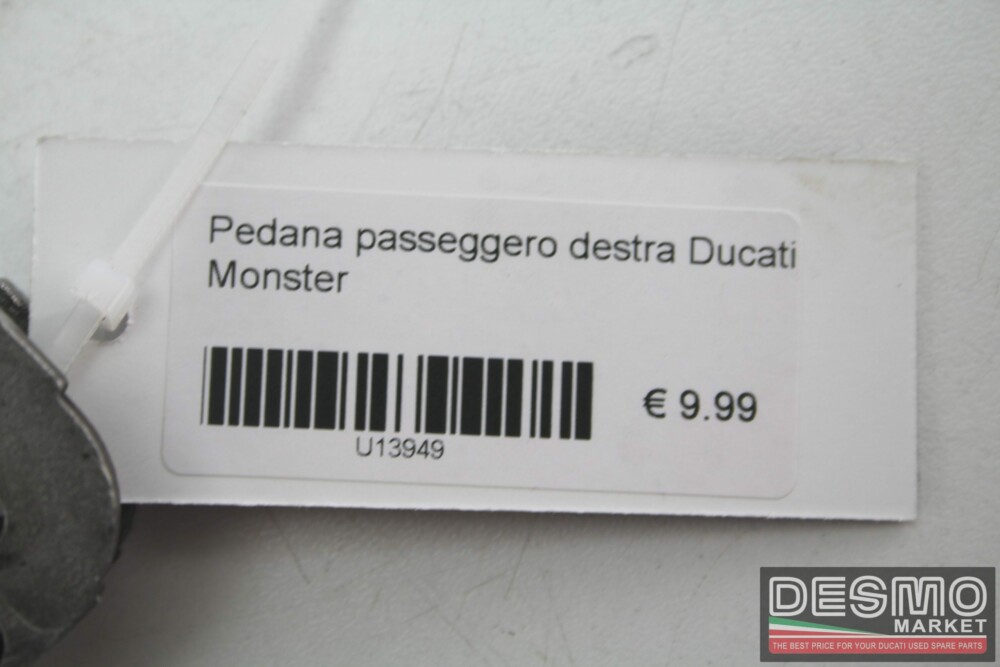 Pedana passeggero destra Ducati
Monster
€ 9.99
U13949
DESMO
MARKET
THE BEST PRICE FOR YOUR DUCATI USED SPARE PARTS